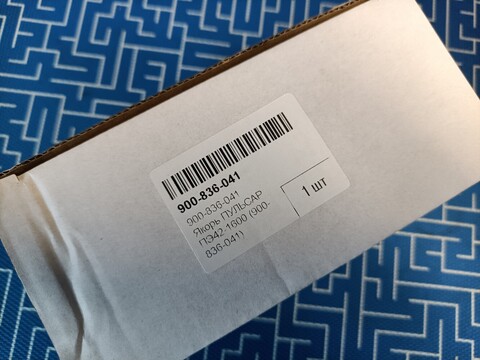 900-836-041
900-836-041
Якорь ПУЛЬСАР
ПЭ42.1600 (900-
836-041)
1 шт